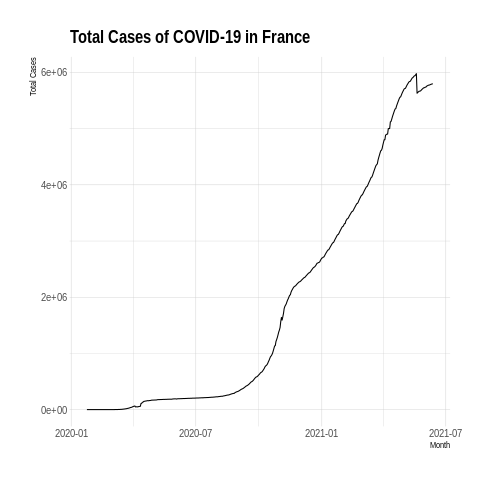 Total Cases of COVID-19 in France
Total Cases
6e+06
4e+06
2e+06
0e+00
2020-01
2020-07
2021-01
2021-07
Month